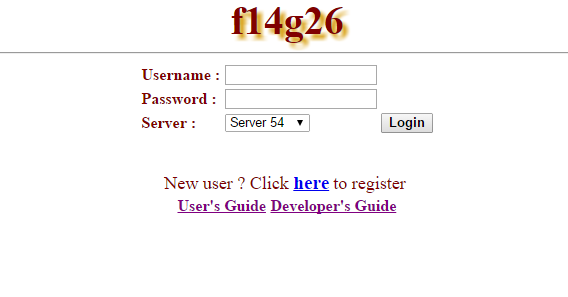 f14g26
Username :
Password :
Server : Server 54 Login
New user ? Click here to register
User's Guide Developer's Guide